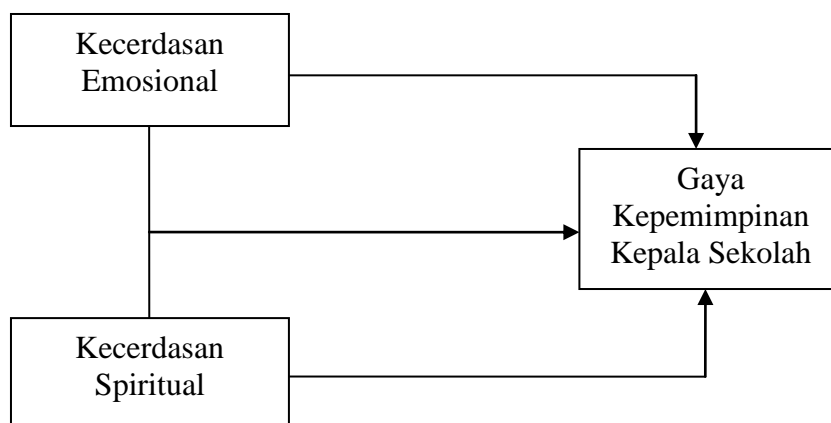 Kecerdasan
Emosional
Gaya
Kepemimpinan
Kepala Sekolah
Kecerdasan
Spiritual